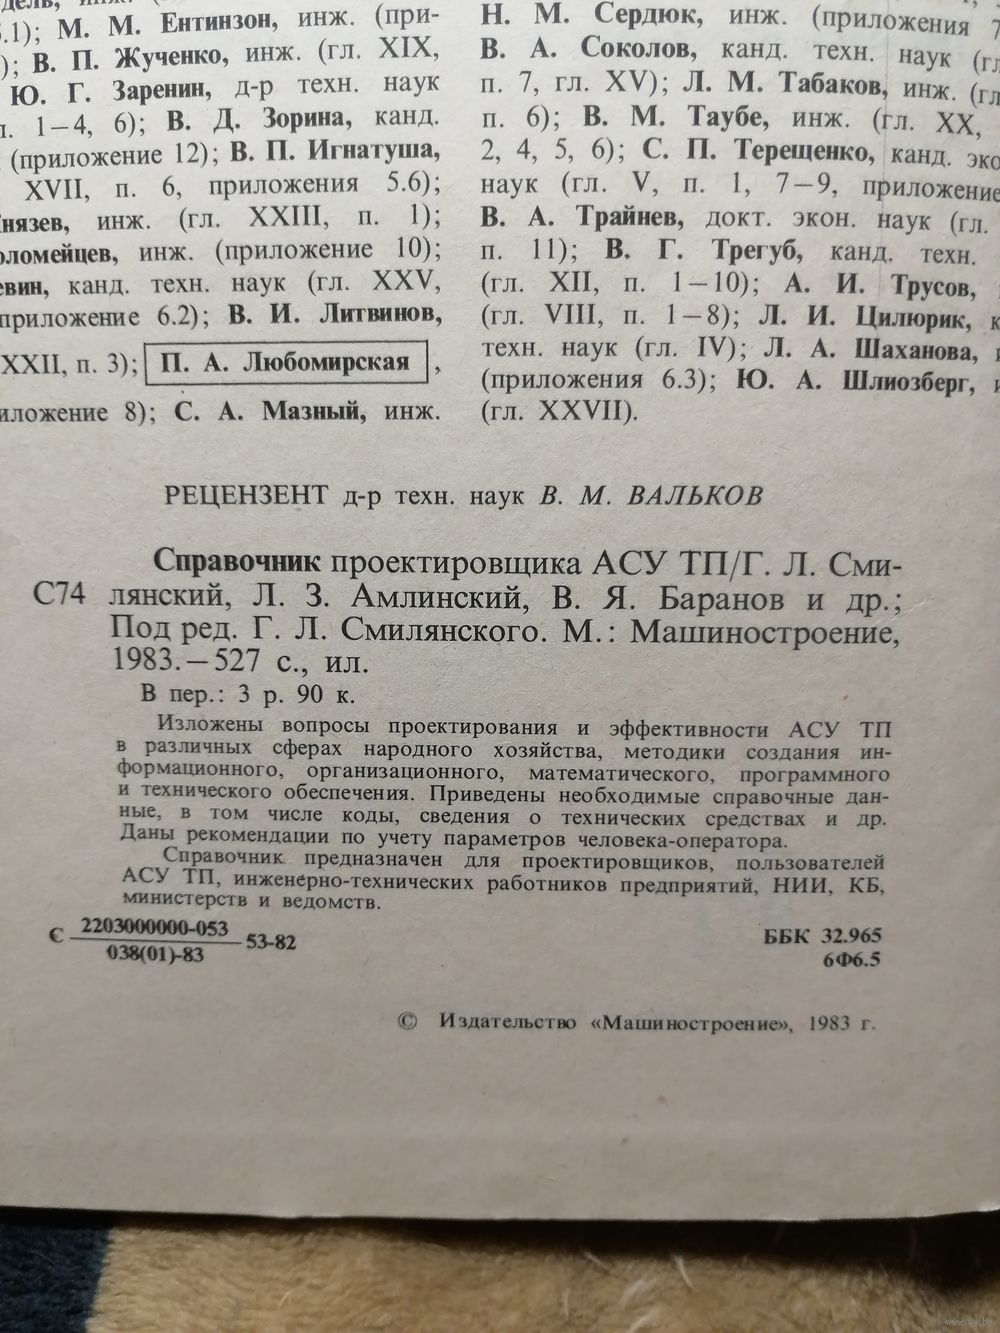 5.1); М. М. Ентинзон, инж. (при-
); В. П. Жученко, инж. (гл. XIX,
Ю. Г. Заренин, д-р техн. наук
п. 1—4, 6); В. Д. Зорина, канд.
(приложение 12); В. П. Игнатуша,
XVII, п. 6, приложения 5.6);
инж. (гл. XXIII, п. 1);
инж. (приложение 10);
канд. техн. наук (гл. XXV,
приложение 6.2); В. И. Литвинов,
XXII, п. 3); П. А. Любомирская,
8); С. А. Мазный, инж.
Н. М. Сердюк, инж. (приложения 7
В. А. Соколов, канд. техн. наук (гл
п. 7, гл. XV); Л. М. Табаков, инж. (гл
п. 6); В. М. Таубе, инж. (гл. XX,
2, 4, 5, 6); С. П. Терещенко, канд. эко
наук (гл. V, п. 1, 7—9, приложение
В. А. Трайнев, докт. экон. наук (гл.
п. 11); В. Г. Трегуб, канд. техн.
(гл. XII, п. 1—10); А. И. Трусов,
(гл. VIII, п. 1—8); Л. И. Цилюрик,
техн. наук (гл. IV); Л. А. Шаханова,
(приложения 6.3); Ю. А. Шлиозберг,
(гл. XXVII).
РЕЦЕНЗЕНТ д-р техн. наук В. М. ВАЛЬКОВ
Справочник проектировщика АСУ ТП/Г. Л. Сми-
С74 лянский, Л. З. Амлинский, В. Я. Баранов и др.;
Под ред. Г. Л. Смилянского. М.: Машиностроение,
1983.—527 с., ил.
В пер.: 3 р. 90 к.
Изложены вопросы проектирования и эффективности АСУ ТП
в различных сферах народного хозяйства, методики создания ин-
формационного, организационного, математического, программного
и технического обеспечения. Приведены необходимые справочные дан-
ные, в том числе коды, сведения о технических средствах и др.
Даны рекомендации по учету параметров человека-оператора.
Справочник предназначен для проектировщиков, пользователей
АСУ ТП, инженерно-технических работников предприятий, НИИ, КБ,
министерств и ведомств.
С 2203000000-053
038(01)-83 53-82
ББК 32.965
6Ф6.5
© Издательство «Машиностроение», 1983 г.